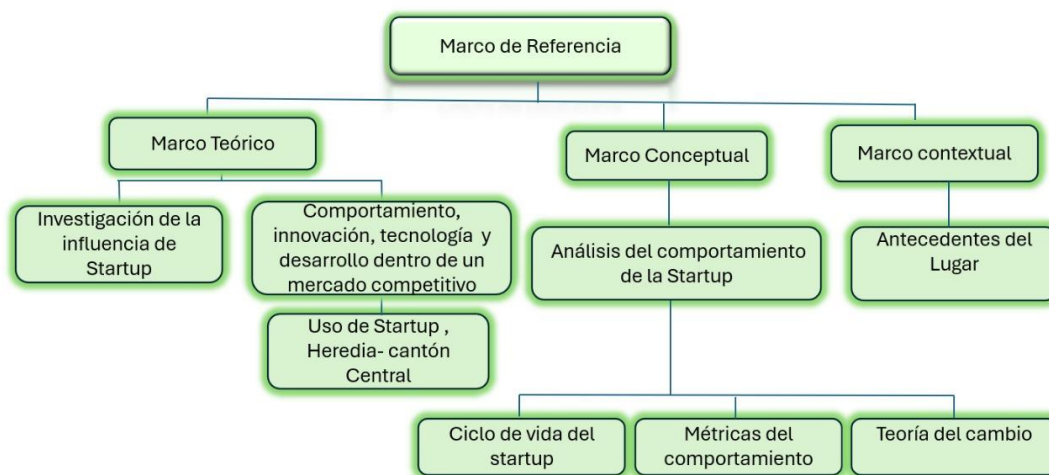 Marco de Referencia
Marco Teórico
Marco Conceptual
Marco contextual
Investigación de la
influencia de
Startup
Comportamiento,
innovación, tecnología y
desarrollo dentro de un
mercado competitivo
Análisis del comportamiento
de la Startup
Antecedentes del
Lugar
Uso de Startup ,
Heredia- cantón
Central
Ciclo de vida del
startup
Métricas del
comportamiento
Teoría del cambio